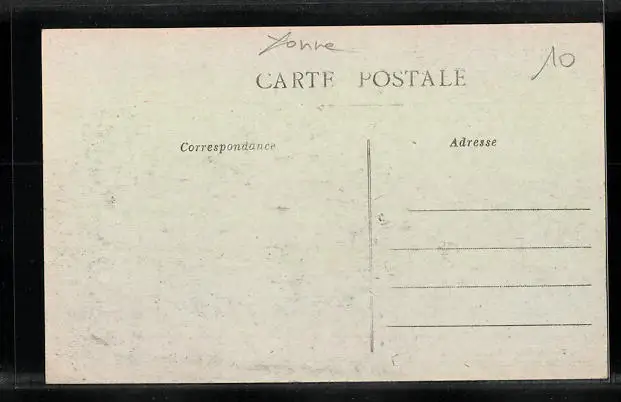 Yonne
10
CARTE POSTALE
Correspondance
Adresse